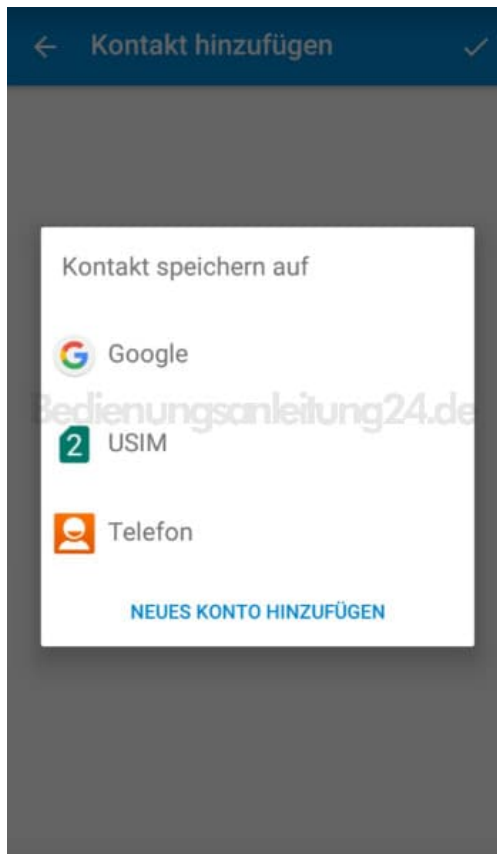 Kontakt hinzufügen
Kontakt speichern auf
Google
Bedienungsanleitung24.de
2 USIM
Telefon
NEUES KONTO HINZUFÜGEN